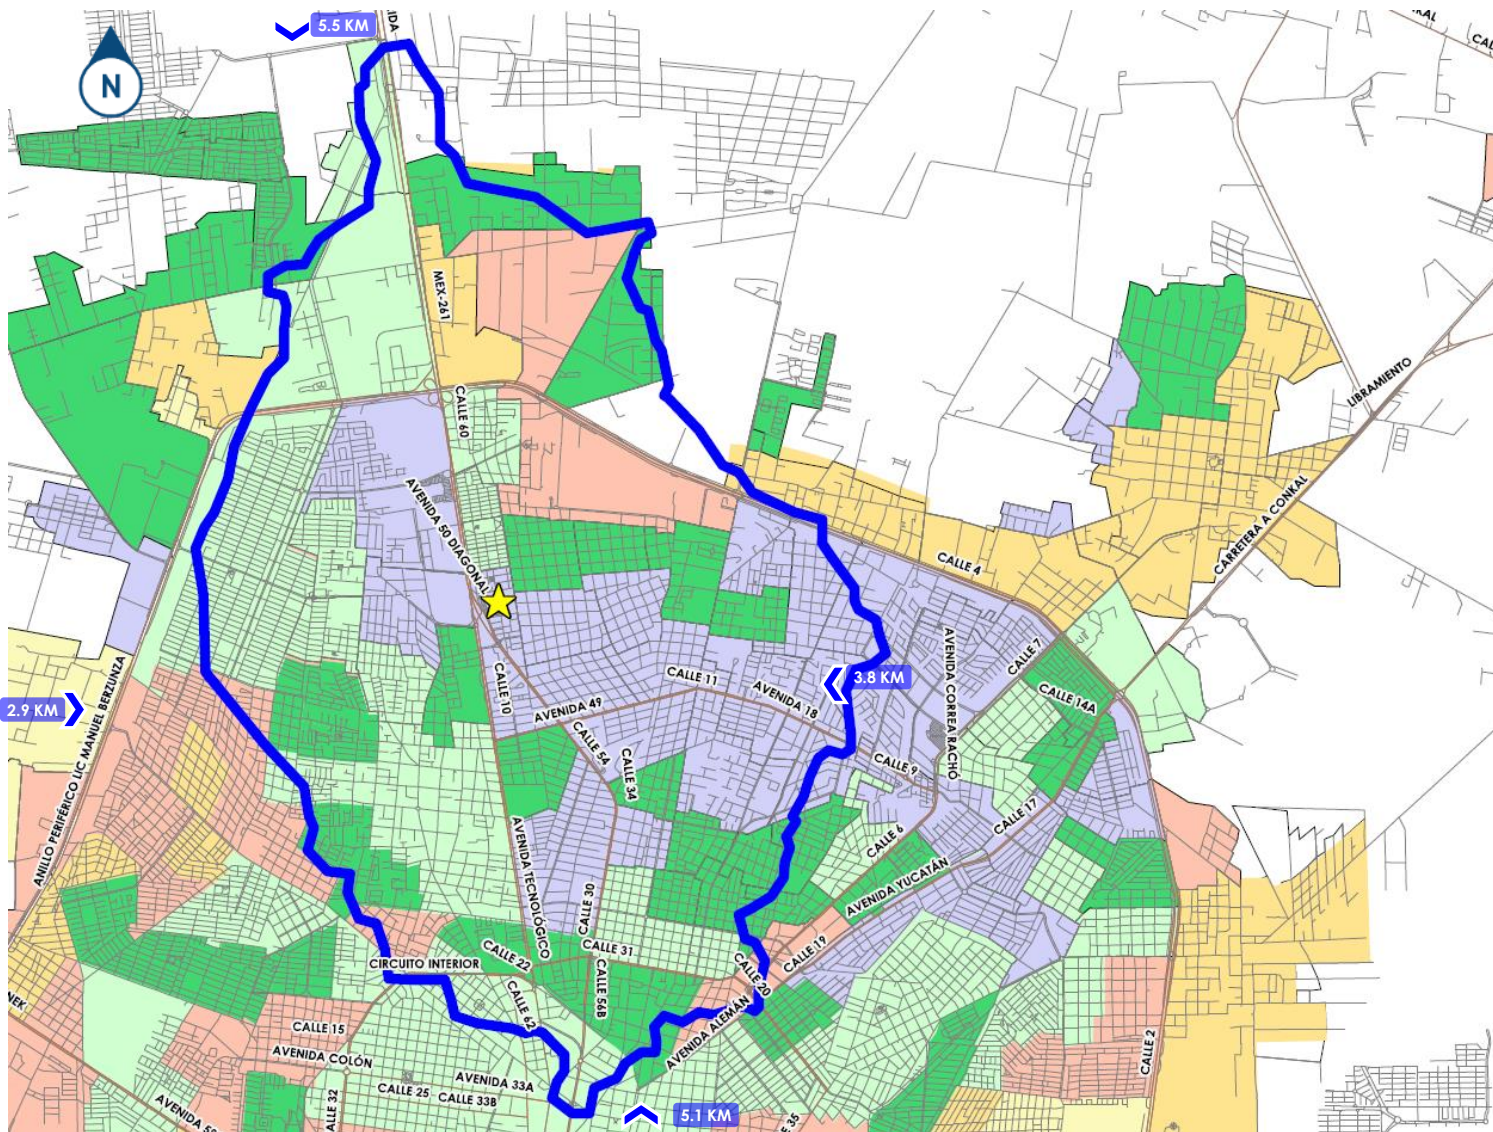 5.5 KM
N
MEX-261
CALLE 60
LIBRAMIENTO
AVENIDA 50 DIAGONAL
CARRETERA A CONKAL
CALLE 4
CALLE 7
AVENIDA CORREA RACHÓ
3.8 KM
CALLE 11
AVENIDA 18
CALLE 14A
CALLE 10
AVENIDA 49
2.9 KM
ANILLO PERIFÉRICO LIC MANUEL BERZUNZA
CALLE 54
CALLE 34
CALLE 9
CALLE 17
CALLE 6
AVENIDA YUCATÁN
AVENIDA TECNOLÓGICO
CALLE 30
CALLE 31
CALLE 19
CALLE 22
CIRCUITO INTERIOR
CALLE 20
CALLE 56B
CALLE 62
AVENIDA ALEMÁN
CALLE 15
AVENIDA COLÓN
CALLE 2
AVENIDA 33A
CALLE 25
CALLE 33B
5.1 KM